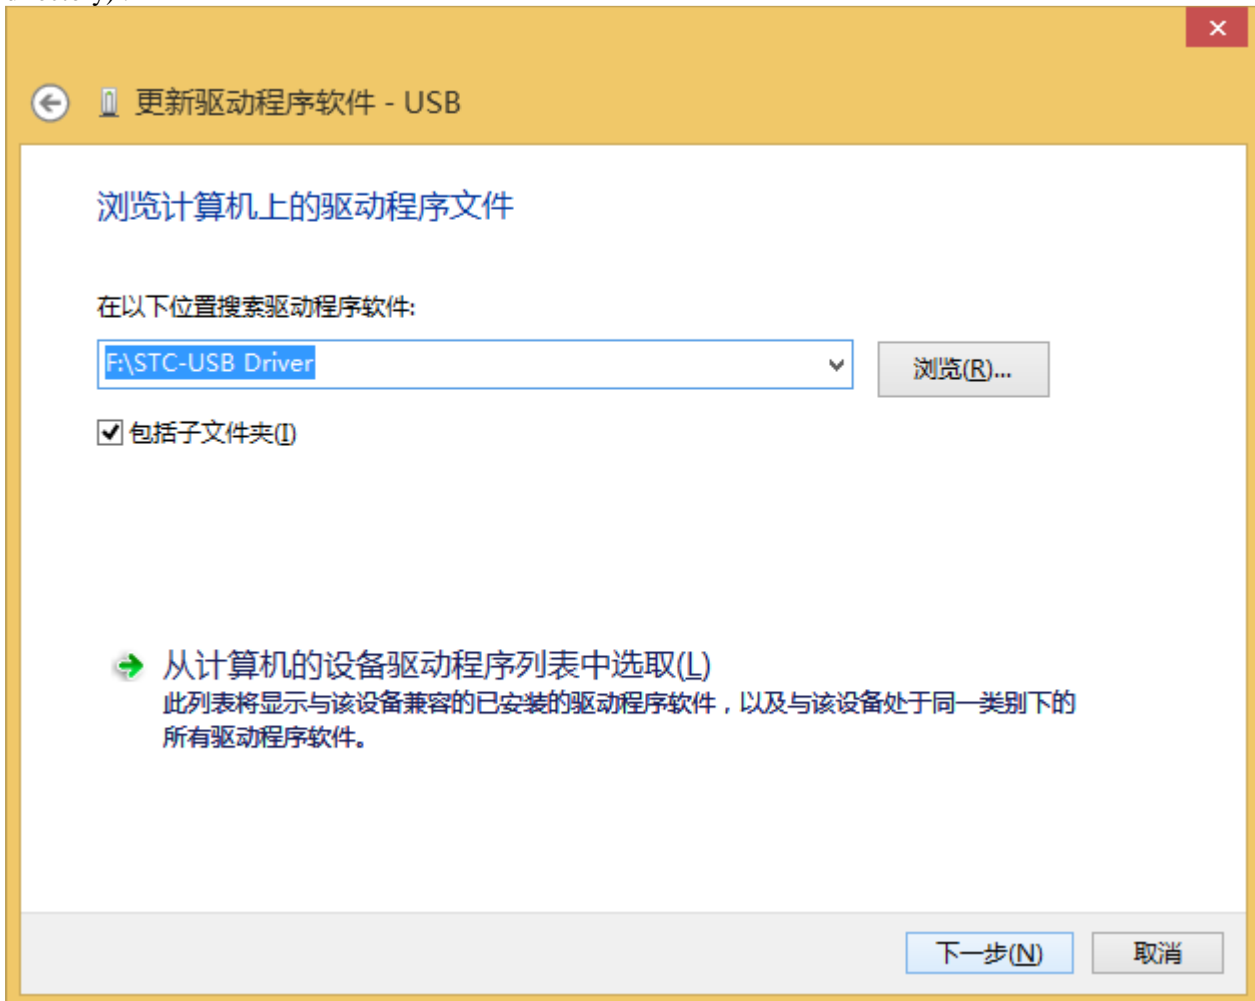 更新驱动程序软件 - USB
浏览计算机上的驱动程序文件
在以下位置搜索驱动程序软件:
F:\STC-USB Driver
浏览(R)...
包括子文件夹(I)
从计算机的设备驱动程序列表中选取(L)
此列表将显示与该设备兼容的已安装的驱动程序软件，以及与该设备处于同一类别下的
所有驱动程序软件。
下一步(N)
取消